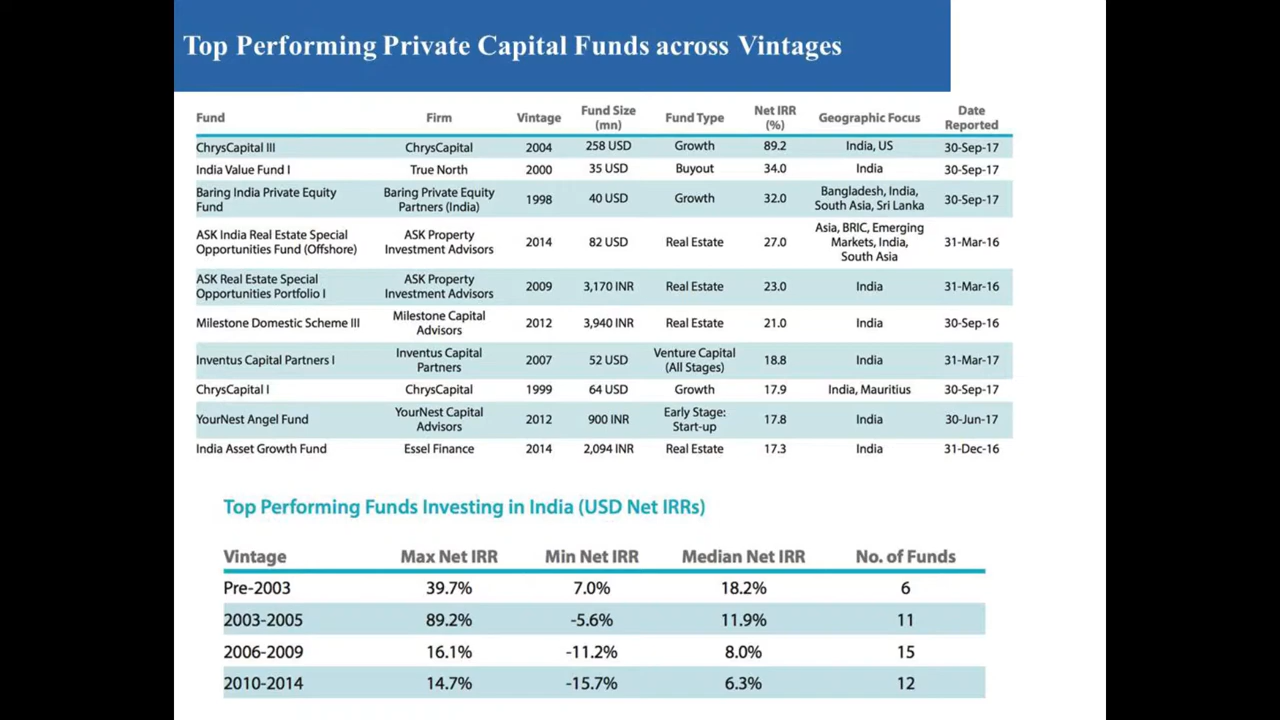 Top Performing Private Capital Funds across Vintages
Fund Firm Vintage Fund Size (mn) Fund Type Net IRR (%) Geographic Focus Date Reported
ChrysCapital III ChrysCapital 2004 258 USD Growth 89.2 India, US 30-Sep-17
India Value Fund I True North 2000 35 USD Buyout 34.0 India 30-Sep-17
Baring India Private Equity Fund Baring Private Equity Partners (India) 1998 40 USD Growth 32.0 Bangladesh, India, South Asia, Sri Lanka 30-Sep-17
ASK India Real Estate Special Opportunities Fund (Offshore) ASK Property Investment Advisors 2014 82 USD Real Estate 27.0 Asia, BRIC, Emerging Markets, India, South Asia 31-Mar-16
ASK Real Estate Special Opportunities Portfolio I ASK Property Investment Advisors 2009 3,170 INR Real Estate 23.0 India 31-Mar-16
Milestone Domestic Scheme III Milestone Capital Advisors 2012 3,940 INR Real Estate 21.0 India 30-Sep-16
Inventus Capital Partners I Inventus Capital Partners 2007 52 USD Venture Capital (All Stages) 18.8 India 31-Mar-17
ChrysCapital I ChrysCapital 1999 64 USD Growth 17.9 India, Mauritius 30-Sep-17
YourNest Angel Fund YourNest Capital Advisors 2012 900 INR Early Stage: Start-up 17.8 India 30-Jun-17
India Asset Growth Fund Essel Finance 2014 2,094 INR Real Estate 17.3 India 31-Dec-16
Top Performing Funds Investing in India (USD Net IRRs)
Vintage Max Net IRR Min Net IRR Median Net IRR No. of Funds
Pre-2003 39.7% 7.0% 18.2% 6
2003-2005 89.2% -5.6% 11.9% 11
2006-2009 16.1% -11.2% 8.0% 15
2010-2014 14.7% -15.7% 6.3% 12